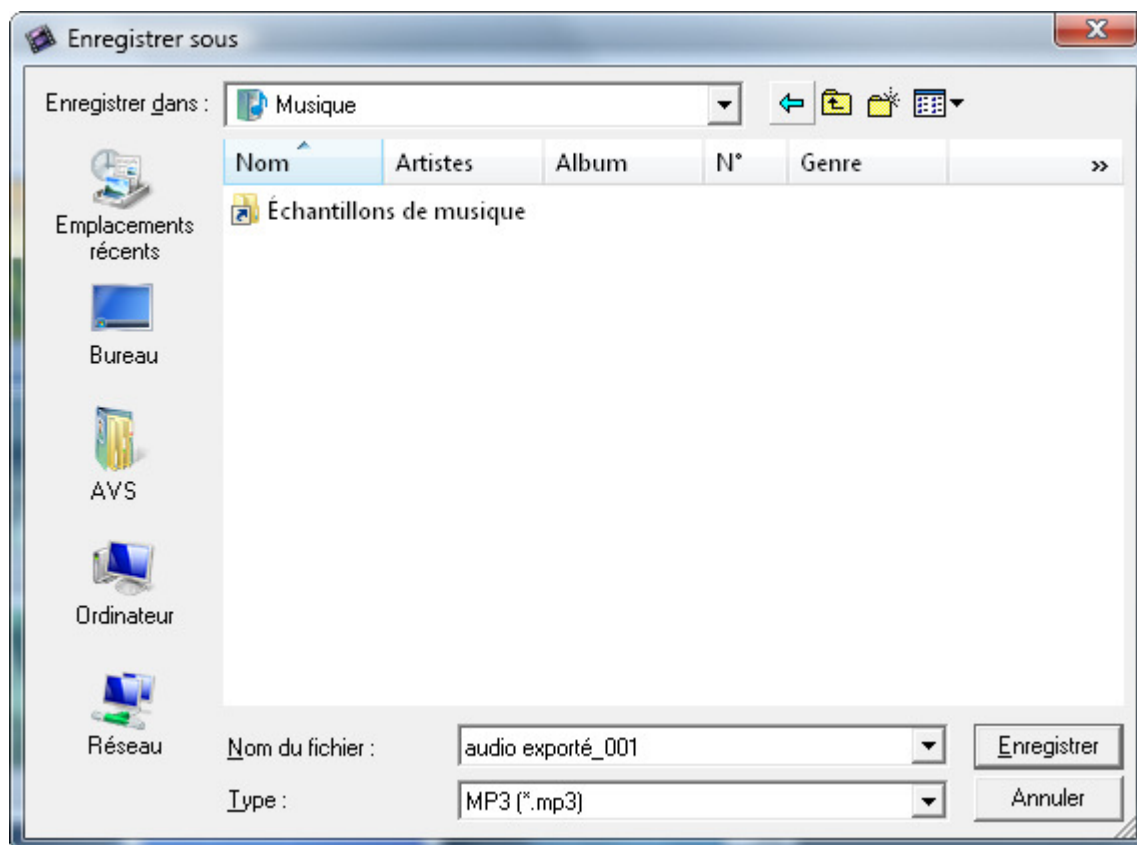 Enregistrer sous
Enregistrer dans :
Musique
Nom Artistes Album N° Genre »
Échantillons de musique
Emplacements
récents
Bureau
AVS
Ordinateur
Réseau
Nom du fichier : audio exporté_001 Enregistrer
Type : MP3 (*.mp3) Annuler